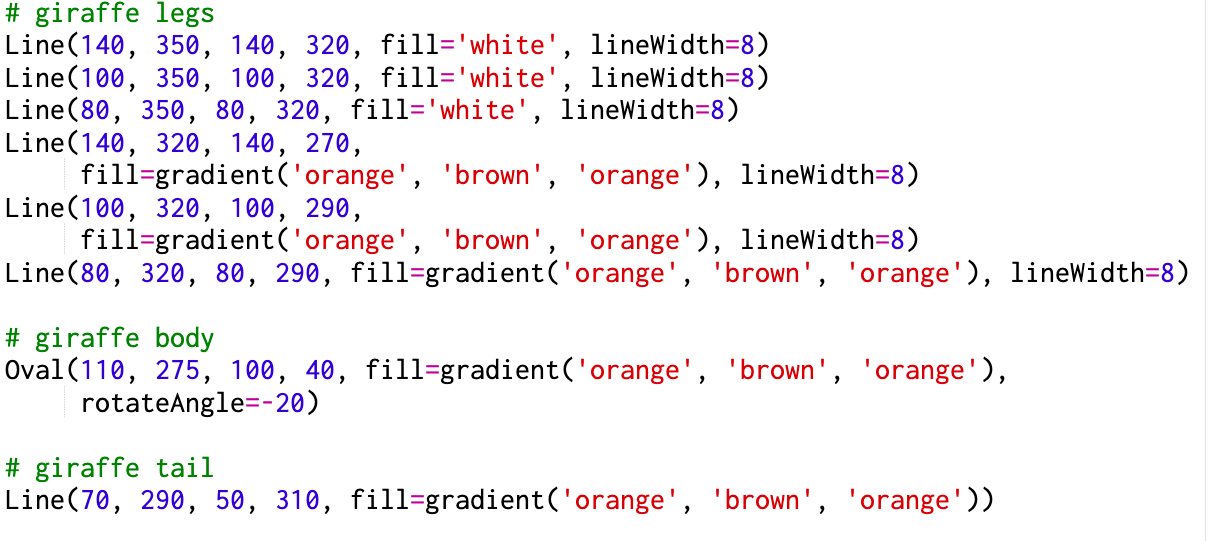 # giraffe legs
Line(140, 350, 140, 320, fill='white', lineWidth=8)
Line(100, 350, 100, 320, fill='white', lineWidth=8)
Line(80, 350, 80, 320, fill='white', lineWidth=8)
Line(140, 320, 140, 270,
     fill=gradient('orange', 'brown', 'orange'), lineWidth=8)
Line(100, 320, 100, 290,
     fill=gradient('orange', 'brown', 'orange'), lineWidth=8)
Line(80, 320, 80, 290, fill=gradient('orange', 'brown', 'orange'), lineWidth=8)

# giraffe body
Oval(110, 275, 100, 40, fill=gradient('orange', 'brown', 'orange'),
     rotateAngle=-20)

# giraffe tail
Line(70, 290, 50, 310, fill=gradient('orange', 'brown', 'orange'))